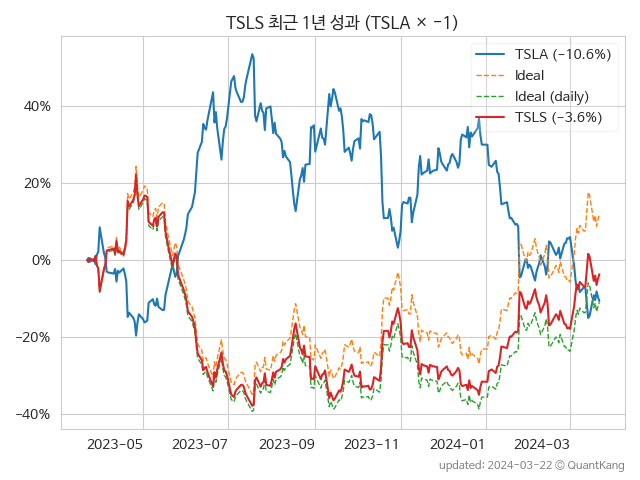 TSLS 최근 1년 성과 (TSLA × −1)
TSLA (−10.6%)
Ideal
Ideal (daily)
TSLS (−3.6%)
40%
20%
0%
−20%
−40%
2023−05
2023−07
2023−09
2023−11
2024−01
2024−03
updated: 2024−03−22 © QuantKang